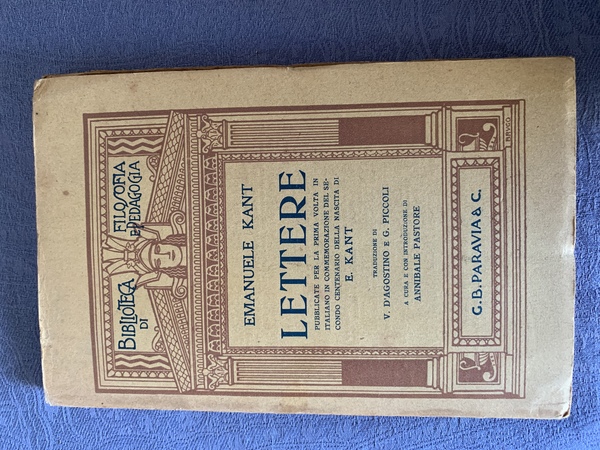 BIBLIOTECA
DI
FILOSOFIA
E PEDAGOGIA
EMANUELE KANT
LETTERE
PUBBLICATE PER LA PRIMA VOLTA IN
ITALIANO IN COMMEMORAZIONE DEL SE-
CONDO CENTENARIO DELLA NASCITA DI
E. KANT
TRADUZIONE DI
V. D'AGOSTINO E G. PICCOLI
A CURA E CON INTRODUZIONE DI
ANNIBALE PASTORE
G. B. PARAVIA & C.